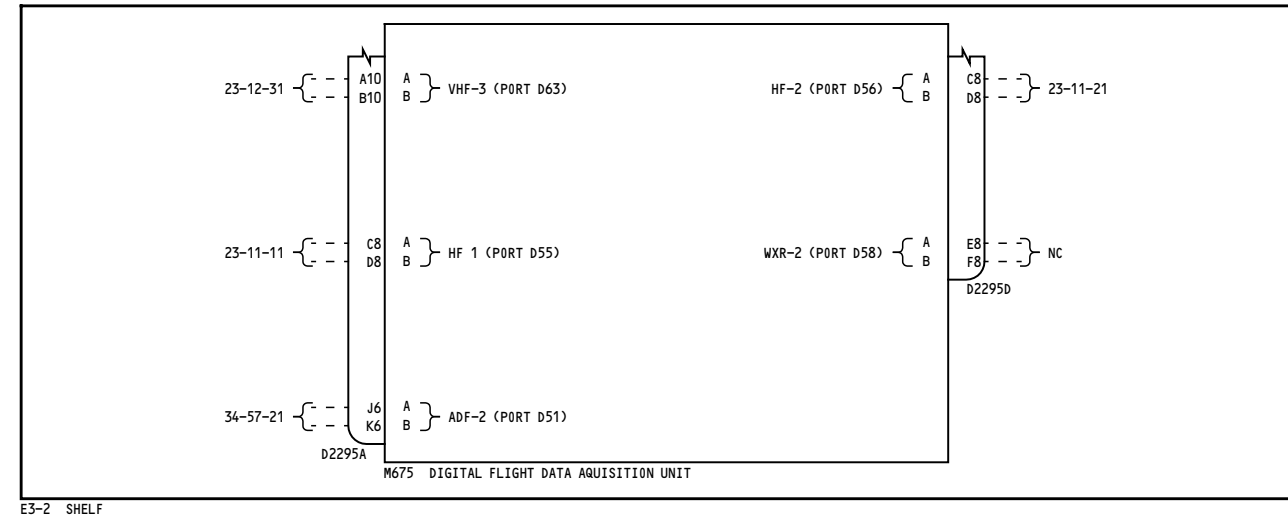 23-12-31 A10 A VHF-3 (PORT D63) HF-2 (PORT D56) A C8 23-11-21
B10 B B D8
23-11-11 C8 A HF 1 (PORT D55) WXR-2 (PORT D58) A E8 NC
D8 B B F8
D2295D
34-57-21 J6 A ADF-2 (PORT D51)
K6 B
D2295A
M675 DIGITAL FLIGHT DATA AQUISITION UNIT
E3-2 SHELF